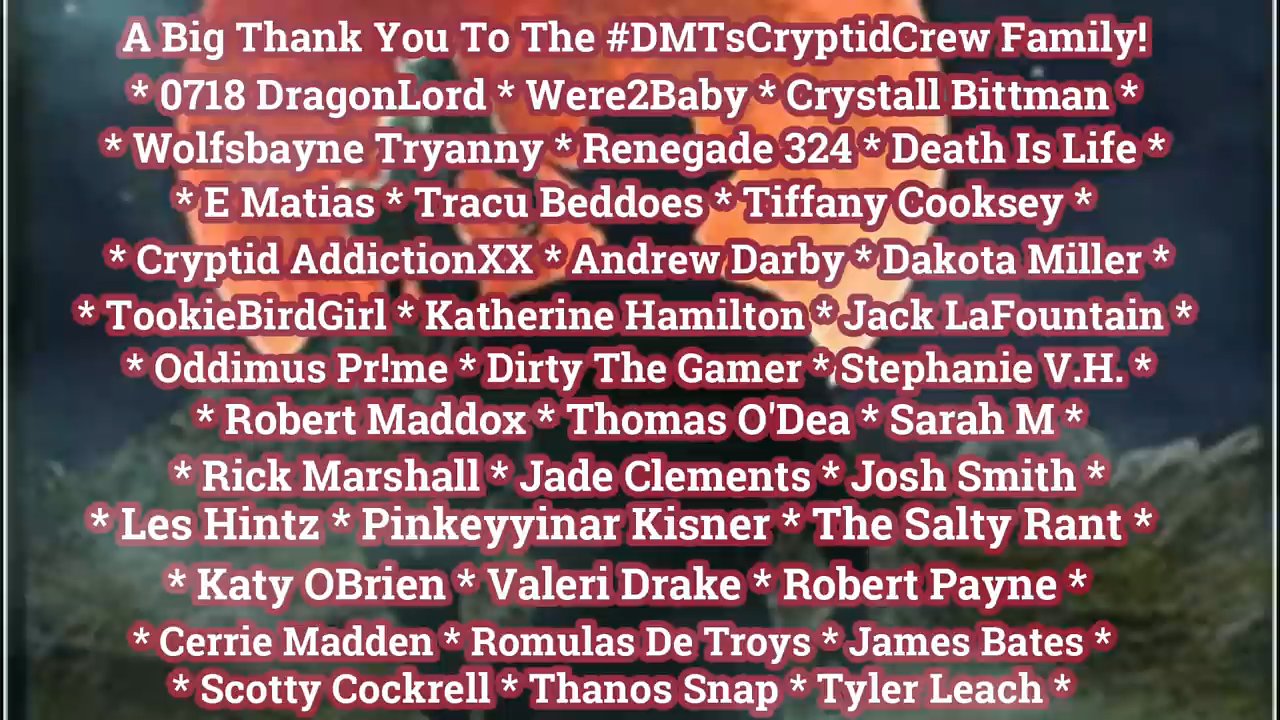 A Big Thank You To The #DMTsCryptidCrew Family!
* 0718 DragonLord * Were2Baby * Crystall Bittman *
* Wolfsbayne Tryanny * Renegade 324 * Death Is Life *
* E Matias * Tracu Beddoes * Tiffany Cooksey *
* Cryptid AddictionXX * Andrew Darby * Dakota Miller *
* TookieBirdGirl * Katherine Hamilton * Jack LaFountain *
* Oddimus Pr!me * Dirty The Gamer * Stephanie V.H. *
* Robert Maddox * Thomas O'Dea * Sarah M *
* Rick Marshall * Jade Clements * Josh Smith *
* Les Hintz * Pinkeyyinar Kisner * The Salty Rant *
* Katy OBrien * Valeri Drake * Robert Payne *
* Cerrie Madden * Romulas De Troys * James Bates *
* Scotty Cockrell * Thanos Snap * Tyler Leach *